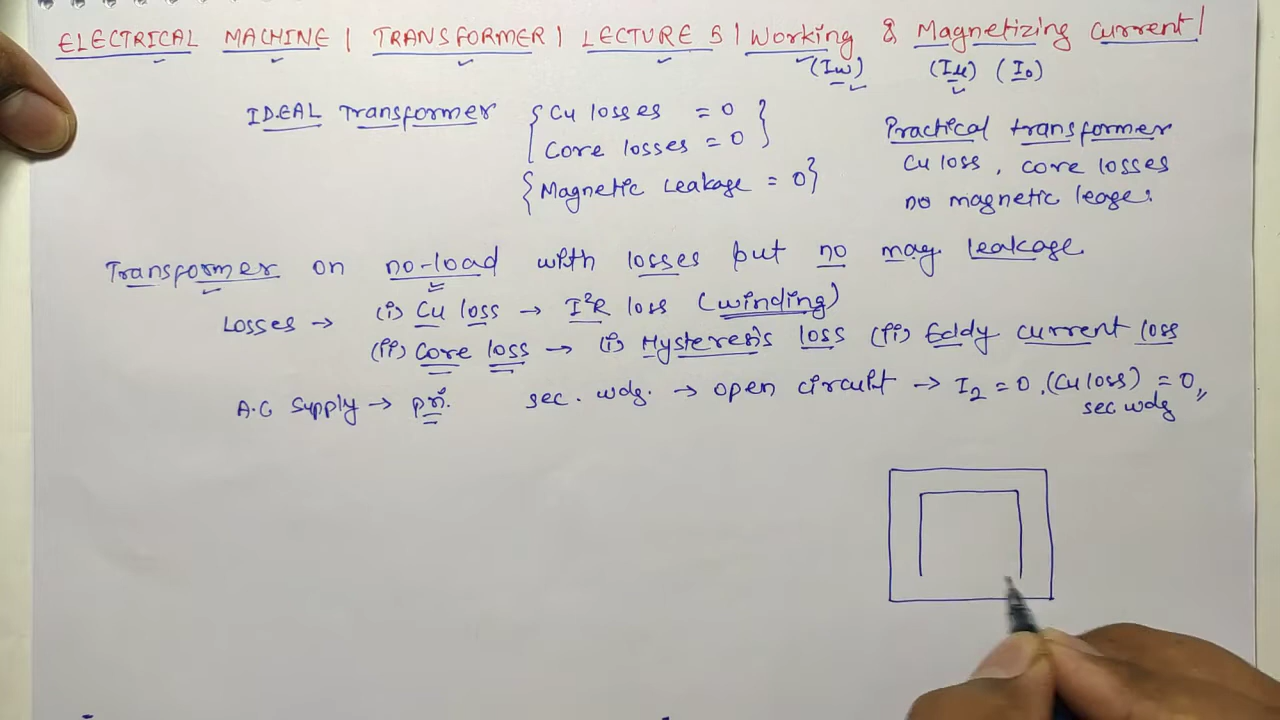 ELECTRICAL MACHINE | TRANSFORMER | LECTURE 5 | Working & Magnetizing Current |
(Iw) (Iμ) (I0)
IDEAL Transformer { Cu losses = 0 }
{ Core losses = 0 }
{ Magnetic Leakage = 0 }
Practical transformer
Cu loss, core losses
no magnetic leage.
Transformer on no-load with losses but no mag leakage
Losses → (i) Cu loss → I²R loss (winding)
(ii) Core loss → (i) Hysteresis loss (ii) Eddy current loss
A.C supply → pri. sec. wdg. → open circuit → I2 = 0. (Cu loss) = 0,,
sec wdg